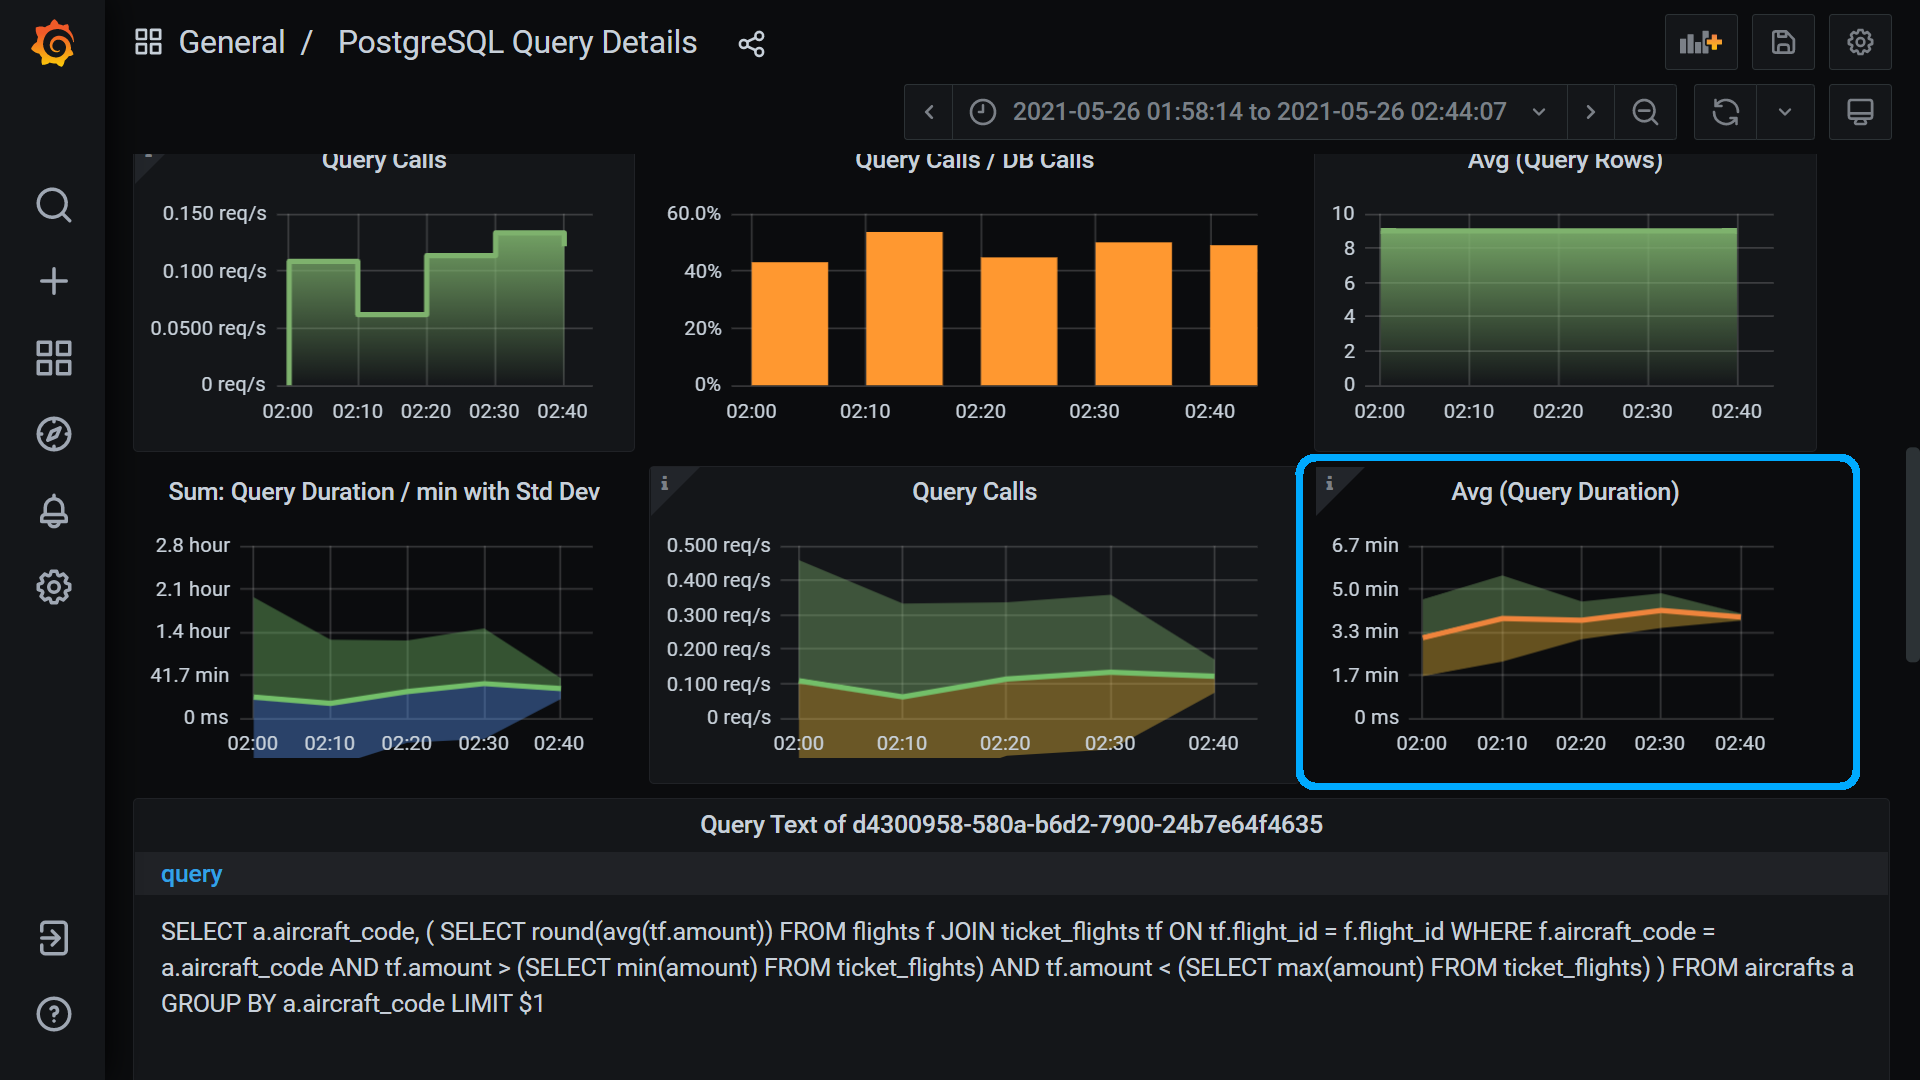 General / PostgreSQL Query Details
2021-05-26 01:58:14 to 2021-05-26 02:44:07
Query Calls
0.150 req/s
0.100 req/s
0.0500 req/s
0 req/s
02:00 02:10 02:20 02:30 02:40
Query Calls / DB Calls
60.0%
40%
20%
0%
02:00 02:10 02:20 02:30 02:40
Avg (Query Rows)
10
8
6
4
2
0
02:00 02:10 02:20 02:30 02:40
Sum: Query Duration / min with Std Dev
2.8 hour
2.1 hour
1.4 hour
41.7 min
0 ms
02:00 02:10 02:20 02:30 02:40
i
Query Calls
0.500 req/s
0.400 req/s
0.300 req/s
0.200 req/s
0.100 req/s
0 req/s
02:00 02:10 02:20 02:30 02:40
i
Avg (Query Duration)
6.7 min
5.0 min
3.3 min
1.7 min
0 ms
02:00 02:10 02:20 02:30 02:40
Query Text of d4300958-580a-b6d2-7900-24b7e64f4635
query
SELECT a.aircraft_code, ( SELECT round(avg(tf.amount)) FROM flights f JOIN ticket_flights tf ON tf.flight_id = f.flight_id WHERE f.aircraft_code =
a.aircraft_code AND tf.amount > (SELECT min(amount) FROM ticket_flights) AND tf.amount < (SELECT max(amount) FROM ticket_flights) ) FROM aircrafts a
GROUP BY a.aircraft_code LIMIT $1